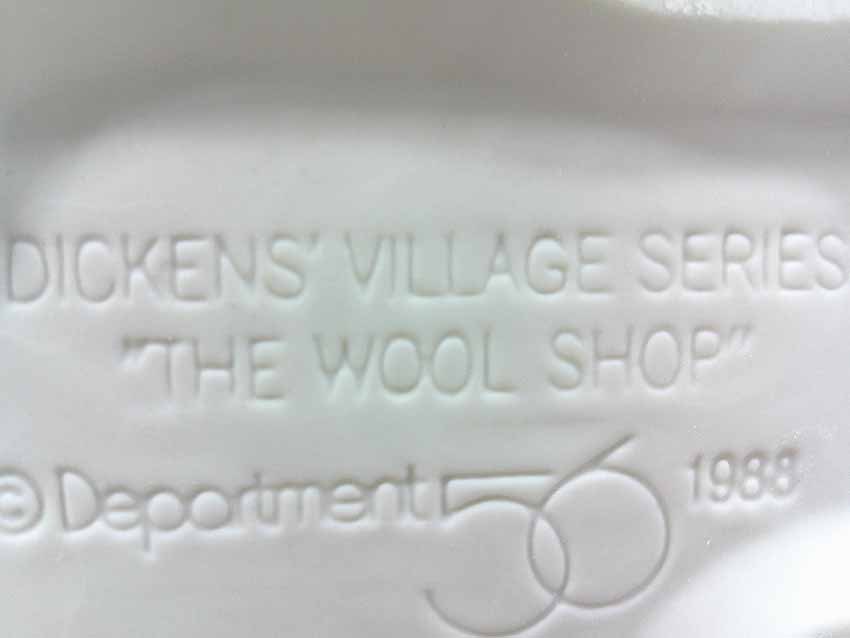 DICKENS' VILLAGE SERIES
"THE WOOL SHOP"
© Department 56 1988